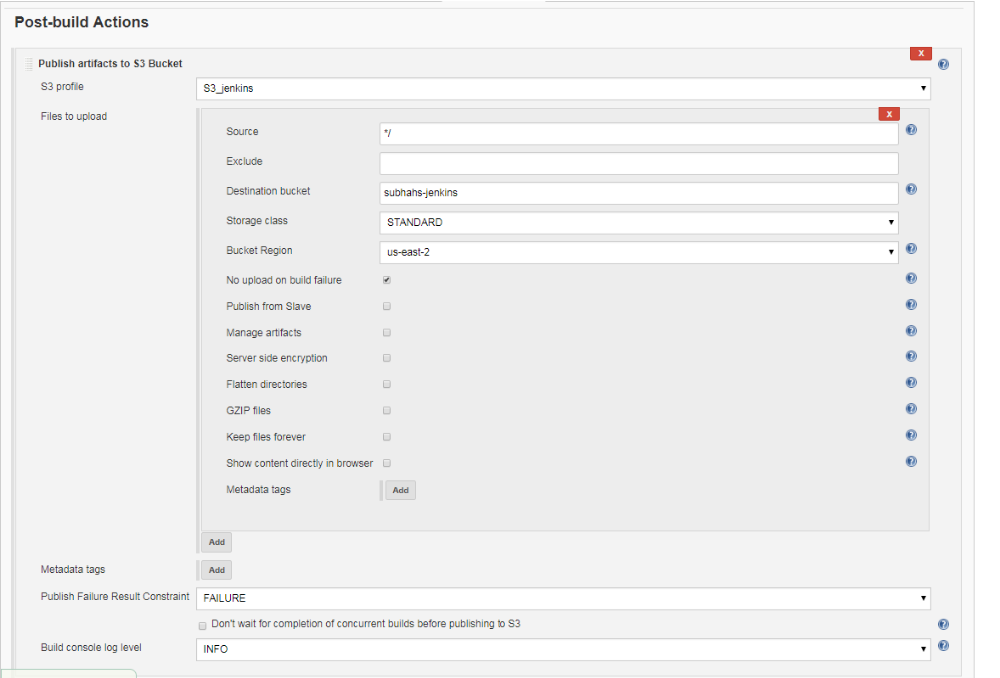 Post-build Actions
x
Publish artifacts to S3 Bucket
S3 profile
S3_jenkins
Files to upload
x
Source
*/
Exclude
Destination bucket
subhahs-jenkins
Storage class
STANDARD
Bucket Region
us-east-2
No upload on build failure
Publish from Slave
Manage artifacts
Server side encryption
Flatten directories
GZIP files
Keep files forever
Show content directly in browser
Metadata tags
Add
Add
Metadata tags
Add
Publish Failure Result Constraint
FAILURE
Don't wait for completion of concurrent builds before publishing to S3
Build console log level
INFO